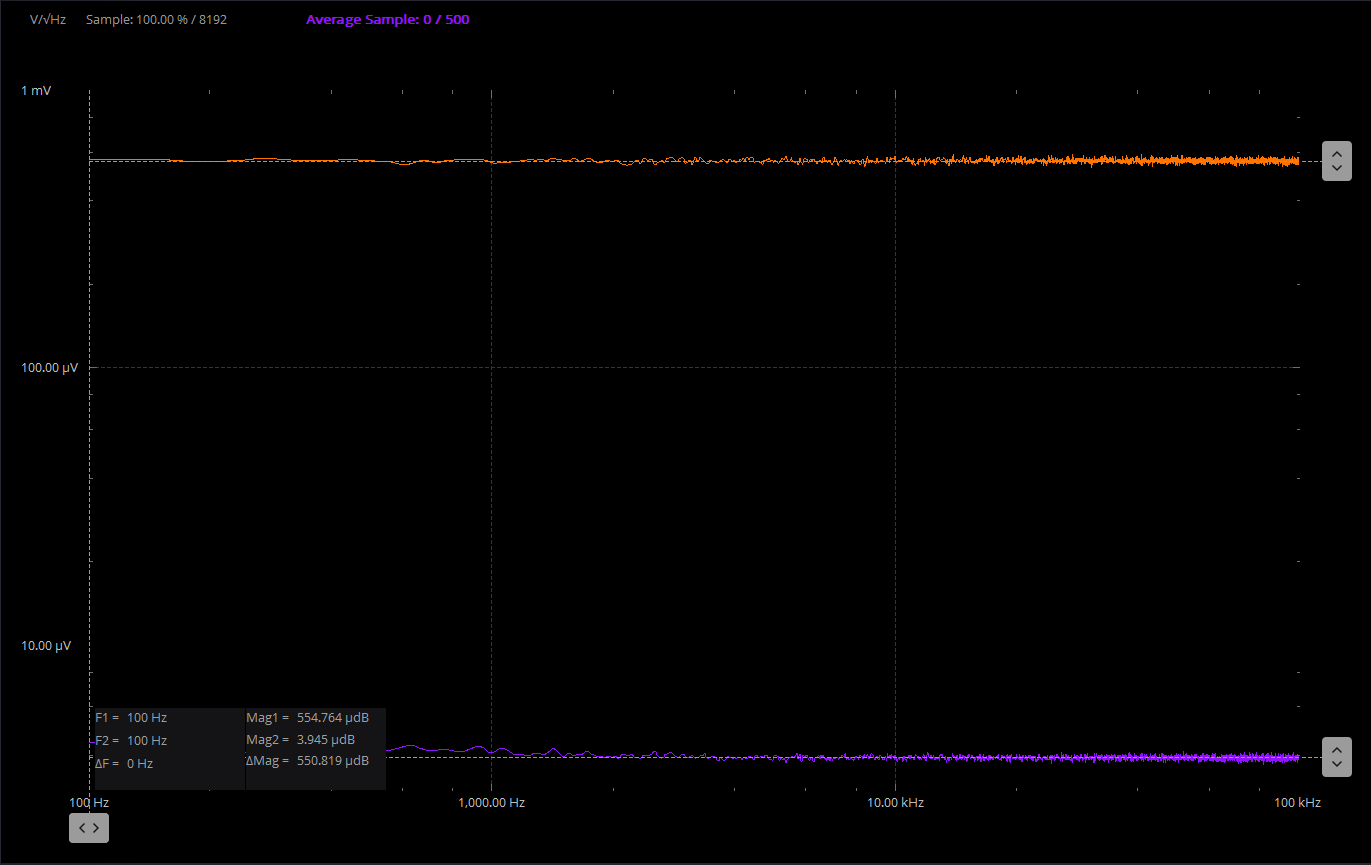 V/√Hz Sample: 100.00 % / 8192 Average Sample: 0 / 500
1 mV
100.00 µV
10.00 µV
F1 = 100 Hz Mag1 = 554.764 µdB
F2 = 100 Hz Mag2 = 3.945 µdB
ΔF = 0 Hz ΔMag = 550.819 µdB
100 Hz 1,000.00 Hz 10.00 kHz 100 kHz